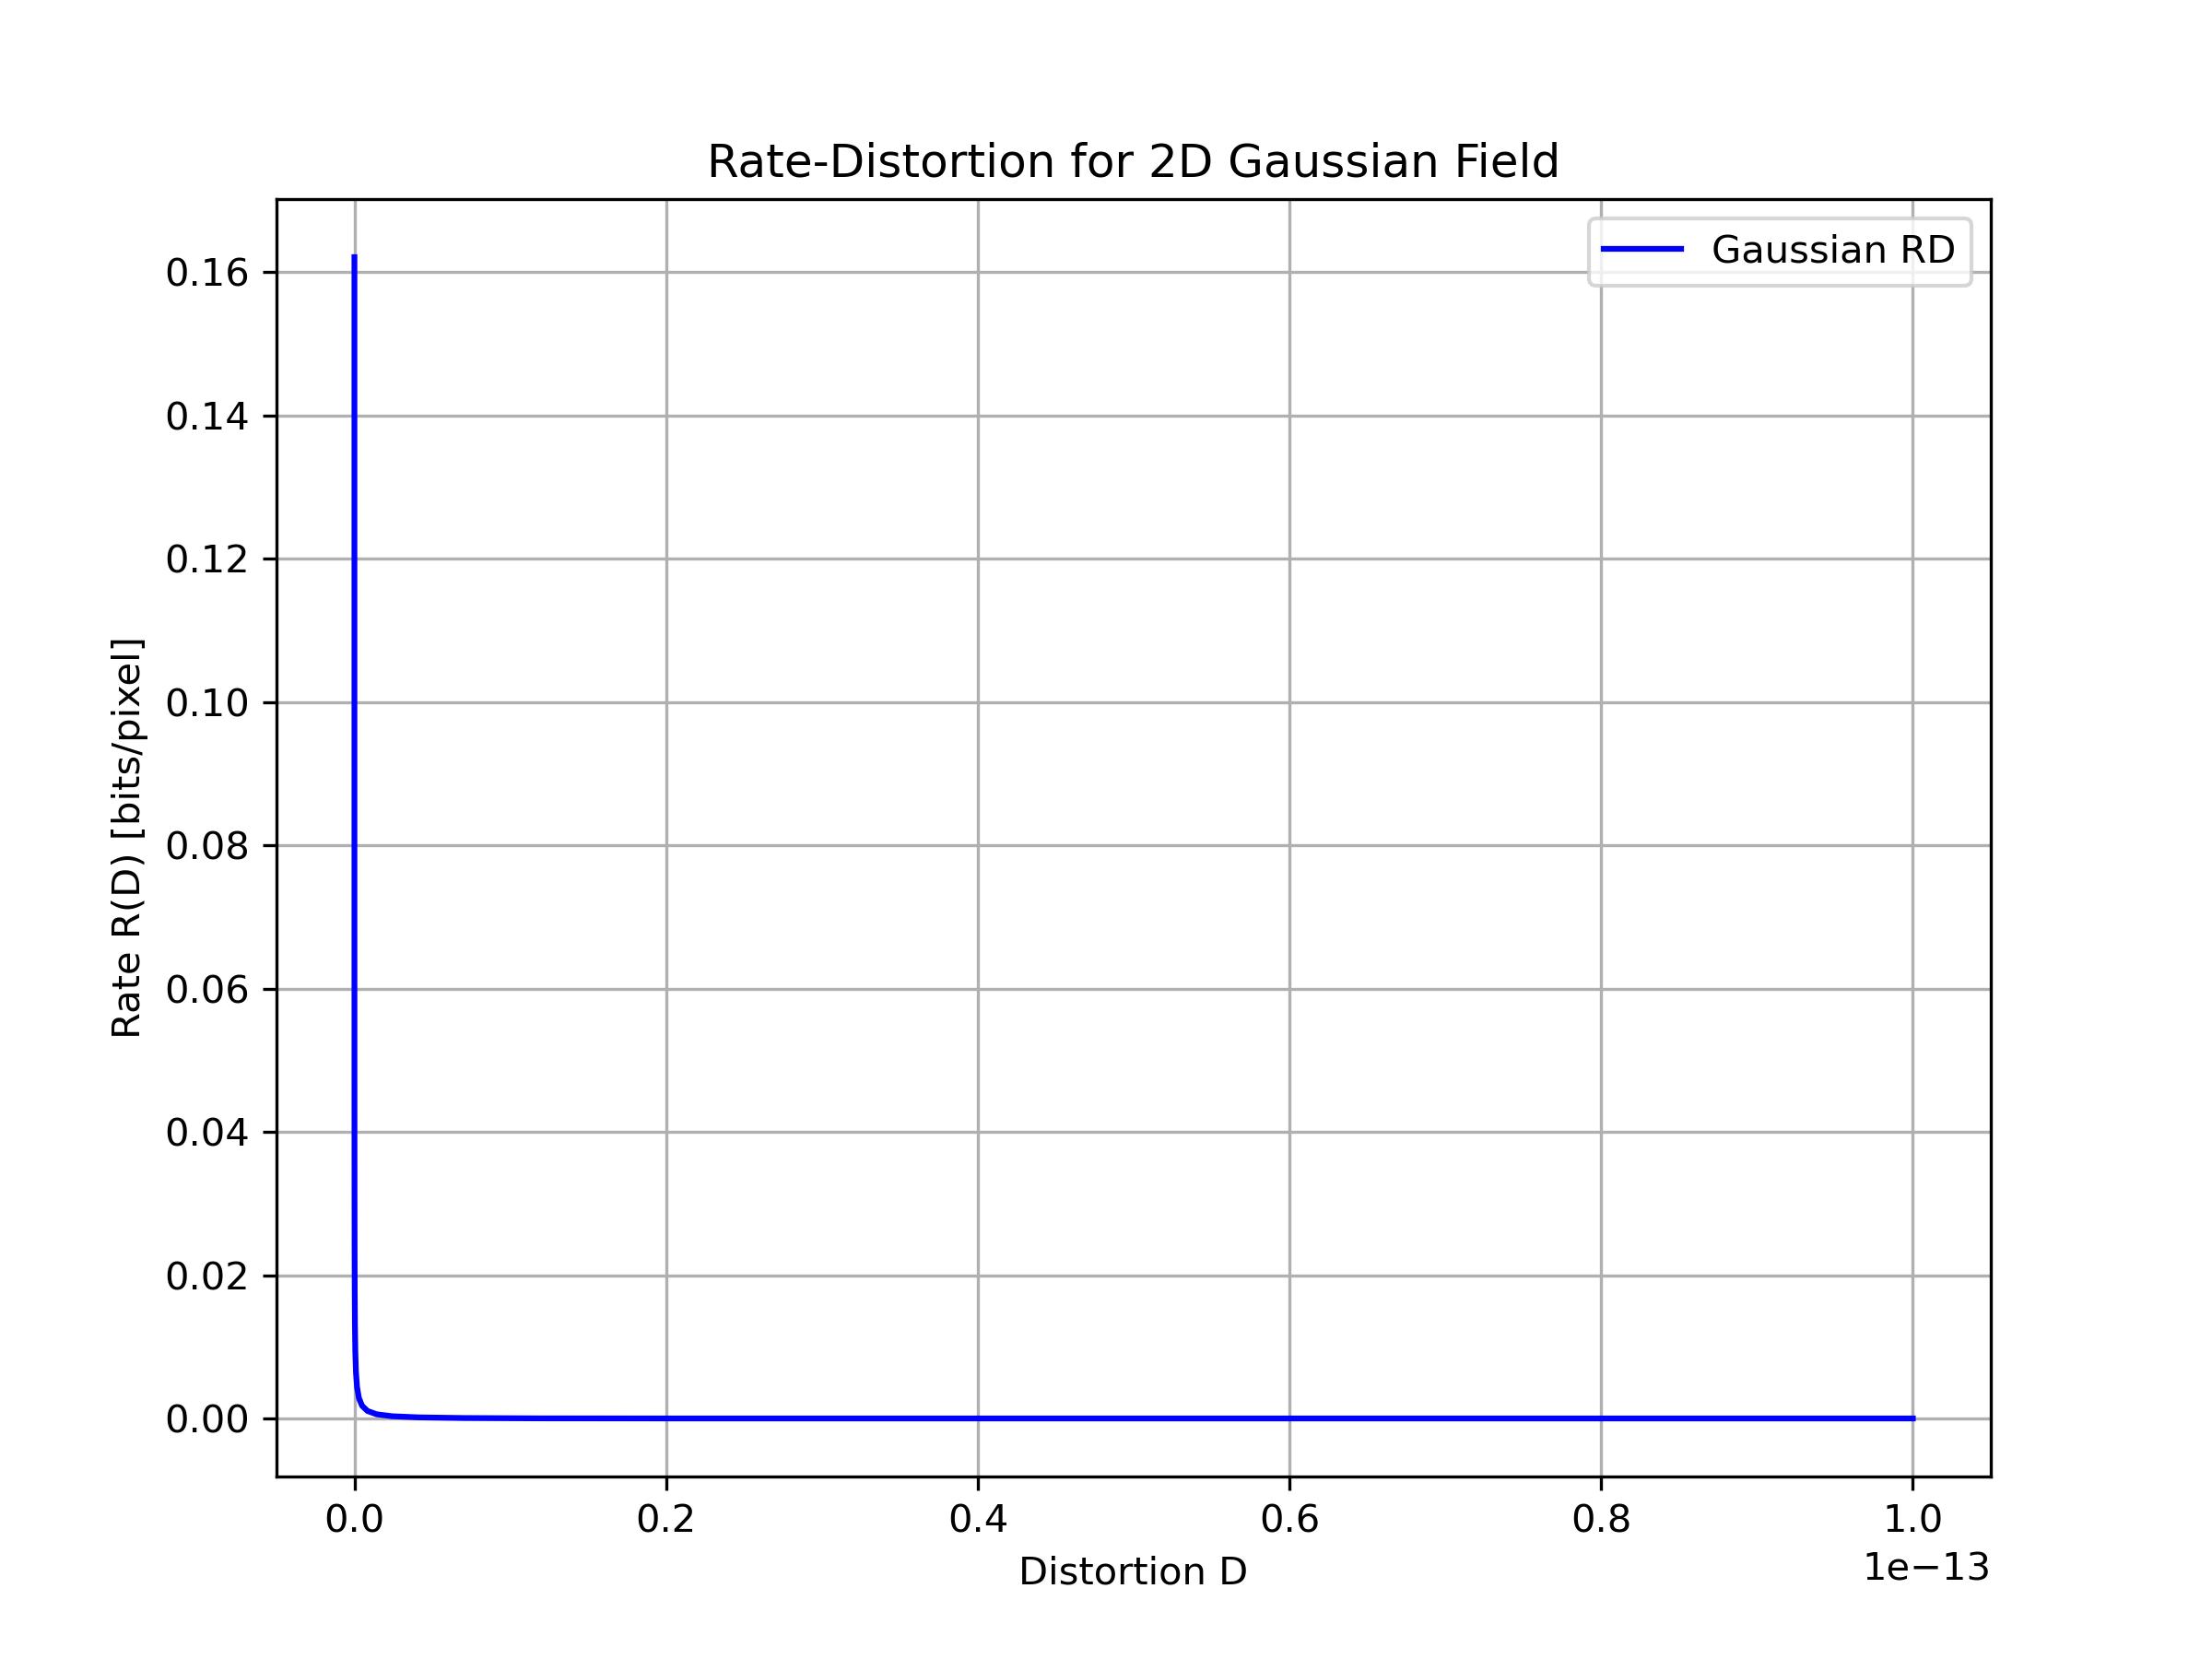 Rate-Distortion for 2D Gaussian Field
Gaussian RD
0.16
0.14
0.12
0.10
0.08
0.06
0.04
0.02
0.00
Rate R(D) [bits/pixel]
0.0 0.2 0.4 0.6 0.8 1.0
1e−13
Distortion D